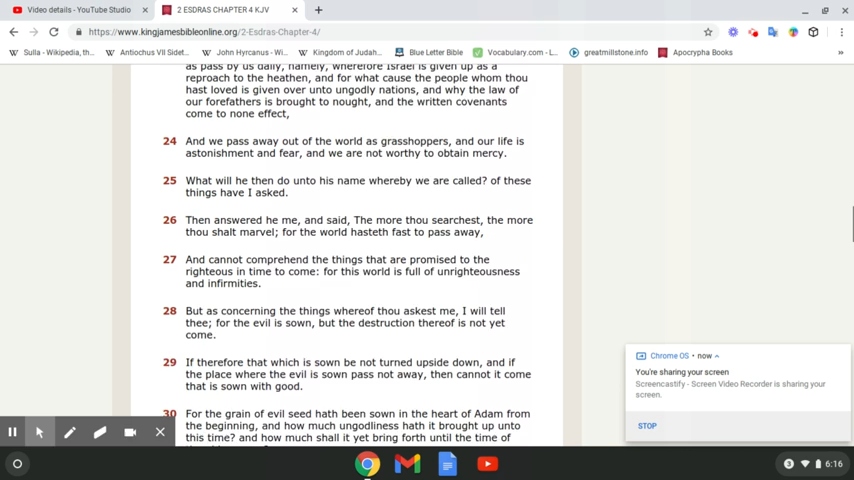 Video details - YouTube Studio
2 ESDRAS CHAPTER 4 KJV
https://www.kingjamesbibleonline.org/2-Esdras-Chapter-4/
Sulla - Wikipedia, th...
Antiochus VII Sidet...
John Hyrcanus - Wi...
Kingdom of Judah...
Blue Letter Bible
Vocabulary.com - L...
greatmillstone.info
Apocrypha Books
as pass by us daily, namely, wherefore Israel is given up as a
reproach to the heathen, and for what cause the people whom thou
hast loved is given over unto ungodly nations, and why the law of
our forefathers is brought to nought, and the written covenants
come to none effect,
24 And we pass away out of the world as grasshoppers, and our life is
astonishment and fear, and we are not worthy to obtain mercy.
25 What will he then do unto his name whereby we are called? of these
things have I asked.
26 Then answered he me, and said, The more thou searchest, the more
thou shalt marvel; for the world hasteth fast to pass away,
27 And cannot comprehend the things that are promised to the
righteous in time to come: for this world is full of unrighteousness
and infirmities.
28 But as concerning the things whereof thou askest me, I will tell
thee; for the evil is sown, but the destruction thereof is not yet
come.
29 If therefore that which is sown be not turned upside down, and if
the place where the evil is sown pass not away, then cannot it come
that is sown with good.
30 For the grain of evil seed hath been sown in the heart of Adam from
the beginning, and how much ungodliness hath it brought up unto
this time? and how much shall it yet bring forth until the time of
Chrome OS • now
You're sharing your screen
Screencastify - Screen Video Recorder is sharing your
screen.
STOP
3
6:16